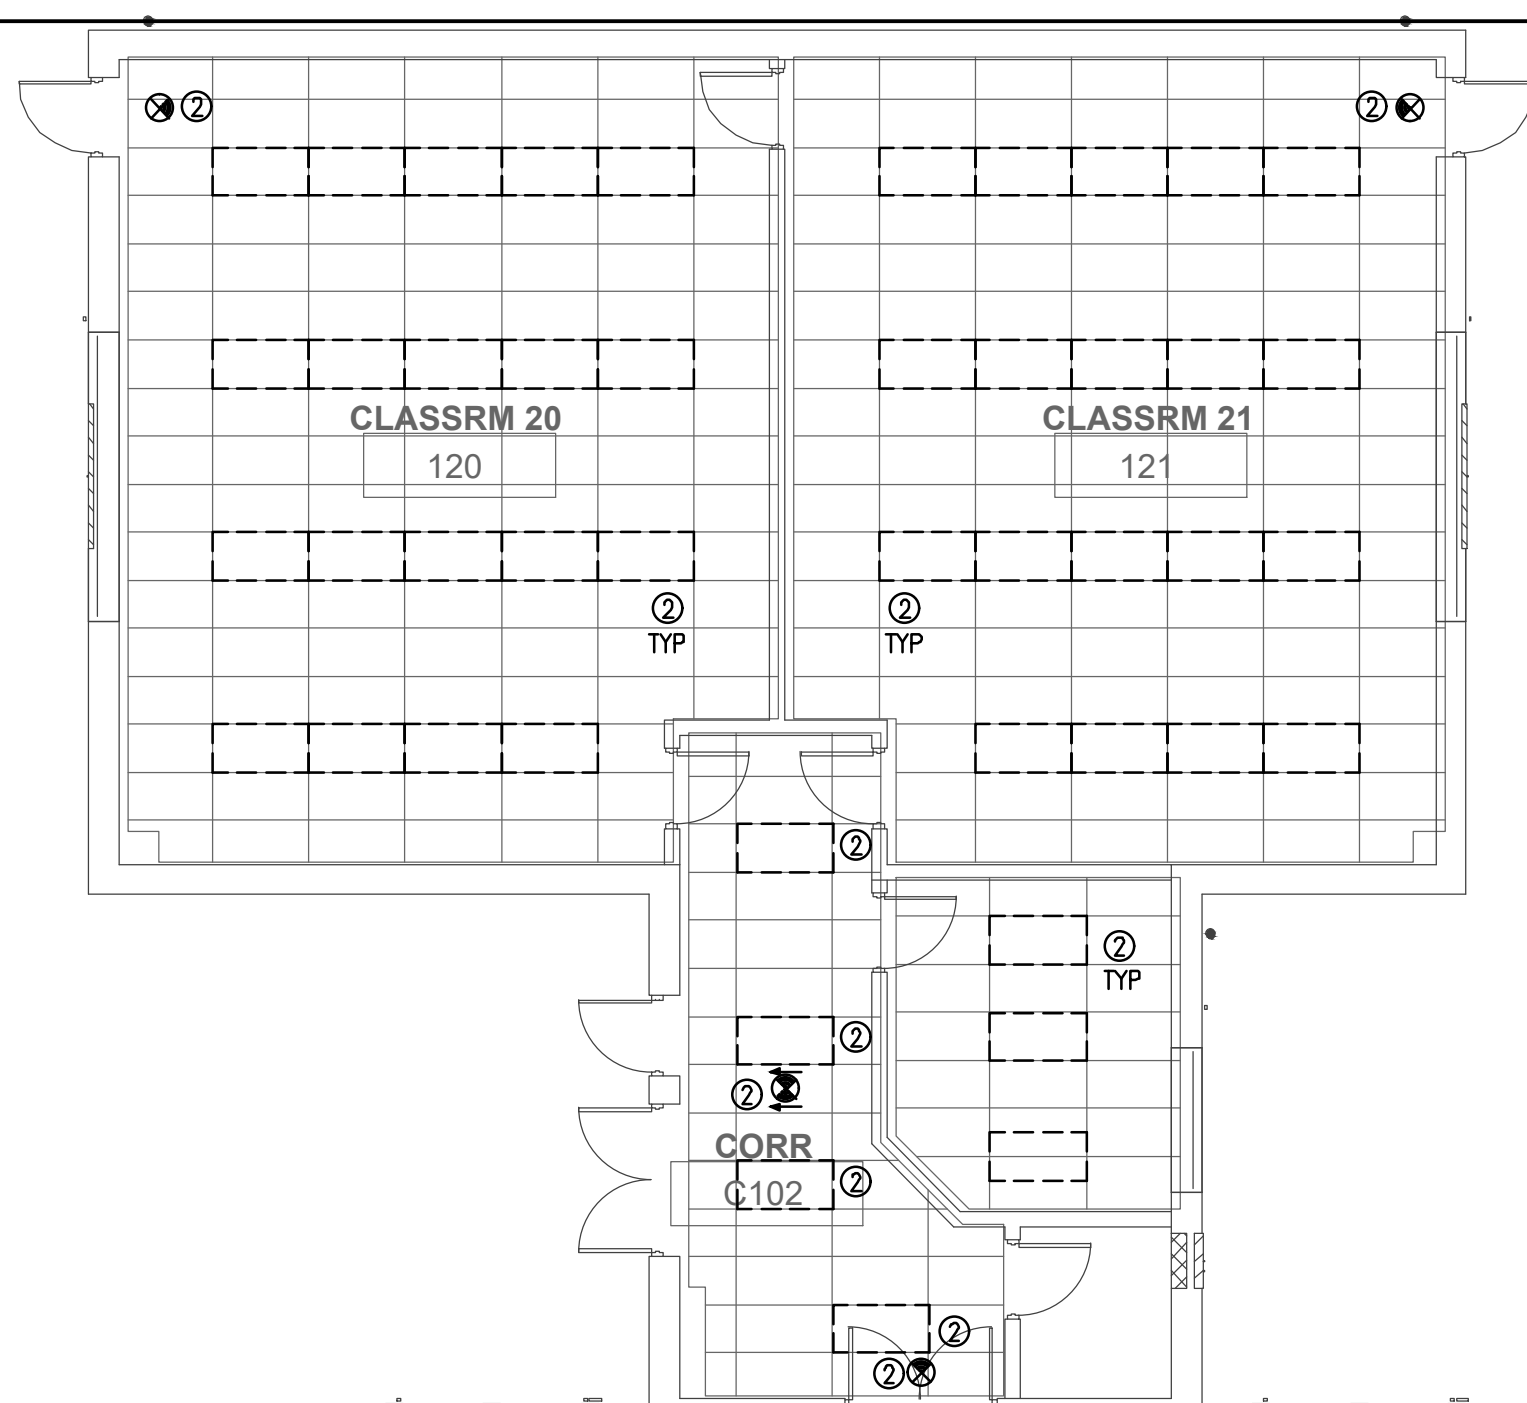 ② ②
CLASSRM 20 CLASSRM 21
120 121
② ②
TYP TYP
②
②
TYP
②
②
CORR
②
C102
②
②